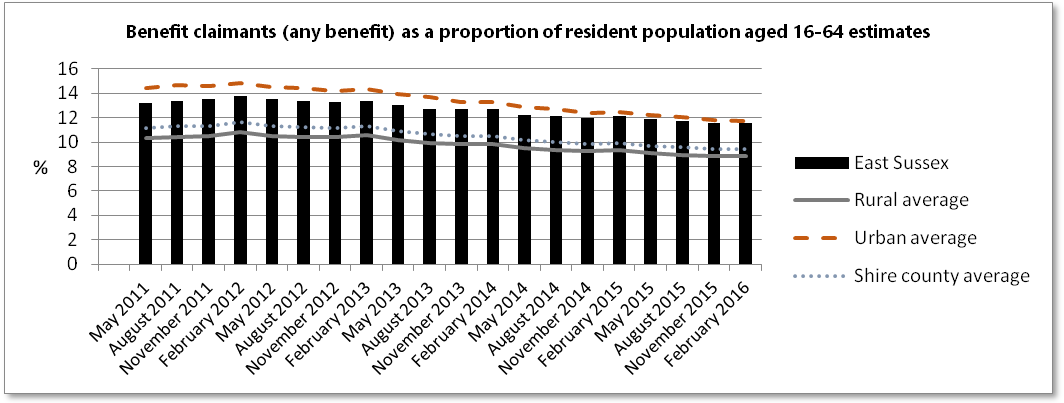 Benefit claimants (any benefit) as a proportion of resident population aged 16-64 estimates
16
14
12
10
8
6
4
2
0
%
May 2011
August 2011
November 2011
February 2012
May 2012
August 2012
November 2012
February 2013
May 2013
August 2013
November 2013
February 2014
May 2014
August 2014
November 2014
February 2015
May 2015
August 2015
November 2015
February 2016
East Sussex
Rural average
Urban average
Shire county average